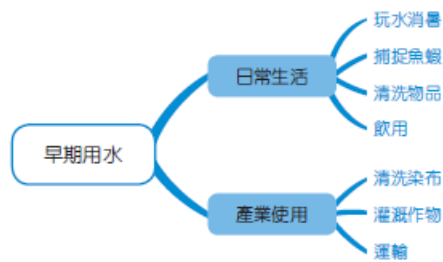 早期用水
日常生活
玩水消暑
捕捉魚蝦
清洗物品
飲用
產業使用
清洗染布
灌溉作物
運輸